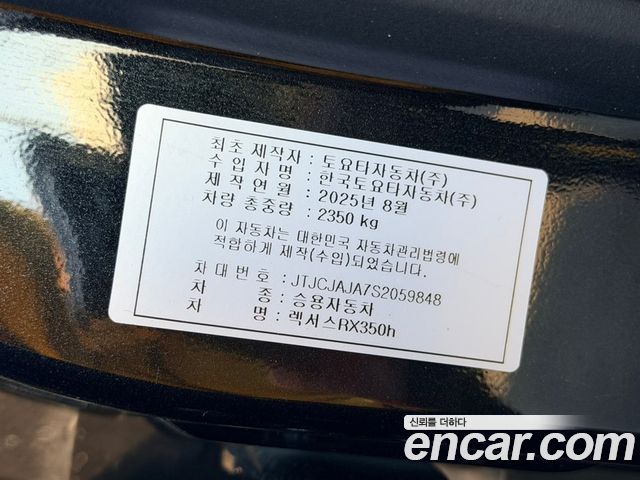 최초 제작자 : 토요타자동차(주)
수입자명 : 한국토요타자동차(주)
제작연월 : 2025년 8월
차량 총중량 : 2350 kg
이 자동차는 대한민국 자동차관리법령에
적합하게 제작(수입)되었습니다.
차대번호 : JTJCJAJA7S2059848
차 종 : 승용자동차
차 명 : 렉서스RX350h
신뢰를 더하다
encar.com